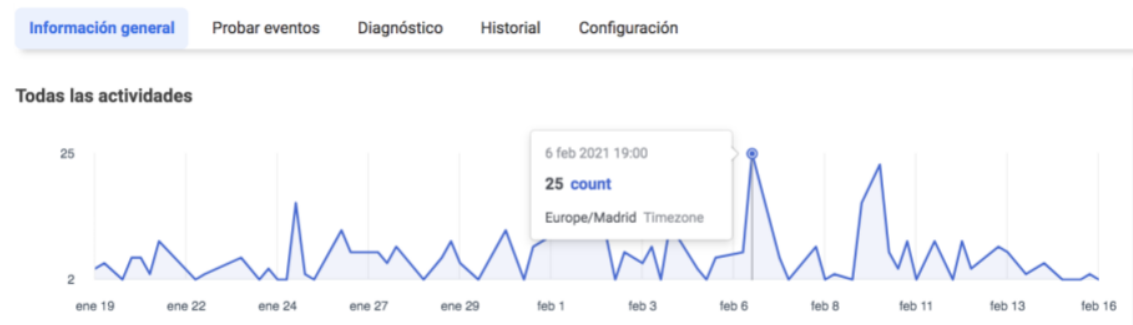 Información general Probar eventos Diagnóstico Historial Configuración
Todas las actividades
25
6 feb 2021 19:00
25 count
Europe/Madrid Timezone
2
ene 19 ene 22 ene 24 ene 27 ene 29 feb 1 feb 3 feb 6 feb 8 feb 11 feb 13 feb 16